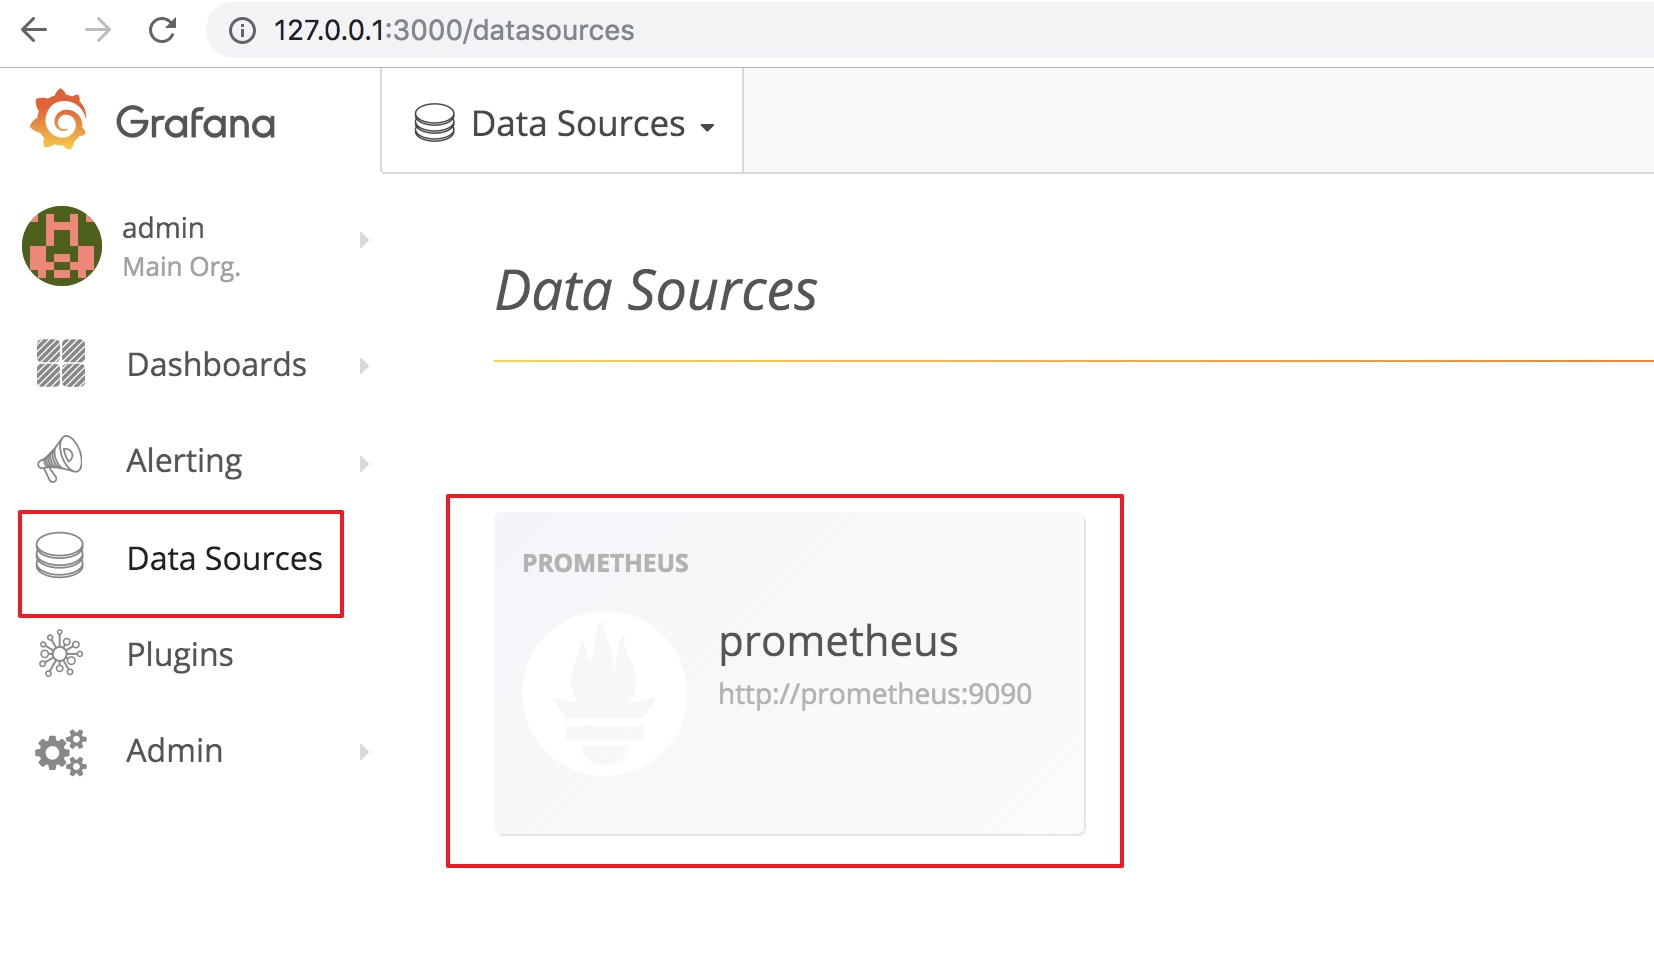 127.0.0.1:3000/datasources
Grafana
Data Sources
admin
Main Org.
Data Sources
Dashboards
Alerting
Data Sources
PROMETHEUS
prometheus
http://prometheus:9090
Plugins
Admin